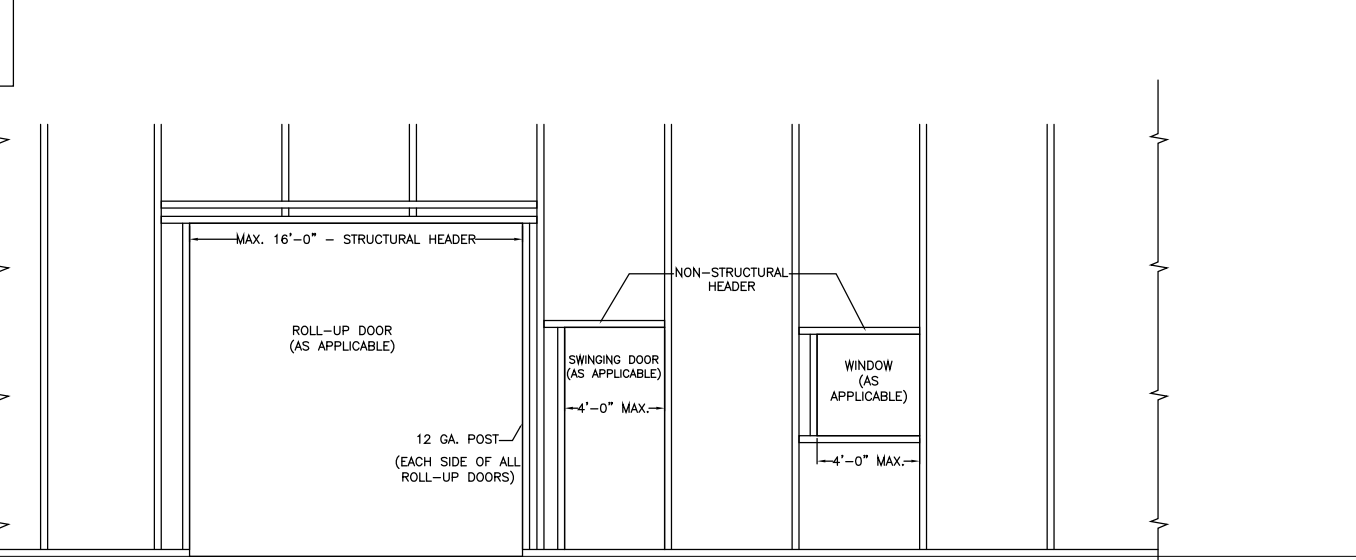 MAX. 16'-0" - STRUCTURAL HEADER
NON-STRUCTURAL
HEADER
ROLL-UP DOOR
(AS APPLICABLE)
SWINGING DOOR
(AS APPLICABLE)
4'-0" MAX.
WINDOW
(AS
APPLICABLE)
12 GA. POST
(EACH SIDE OF ALL
ROLL-UP DOORS)
4'-0" MAX.